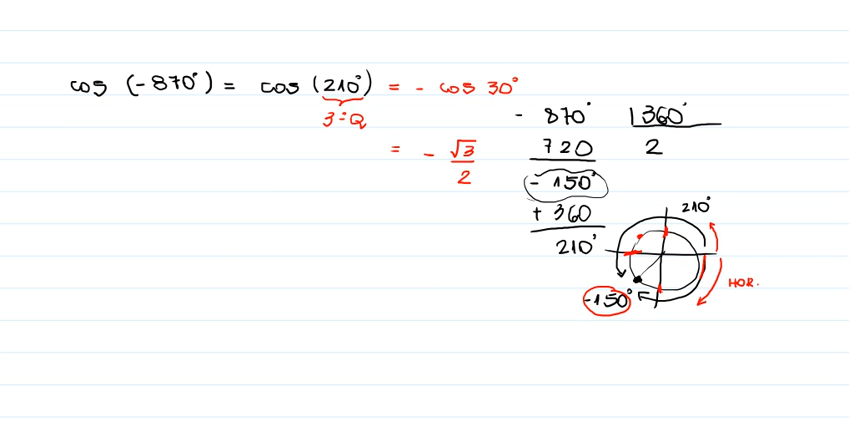 cos (-870°) = cos (210°) = - cos 30°
3º Q
= - √3/2
- 870° | 360°
720 2
- 150°
+ 360
210°
210°
-150°
HOR.